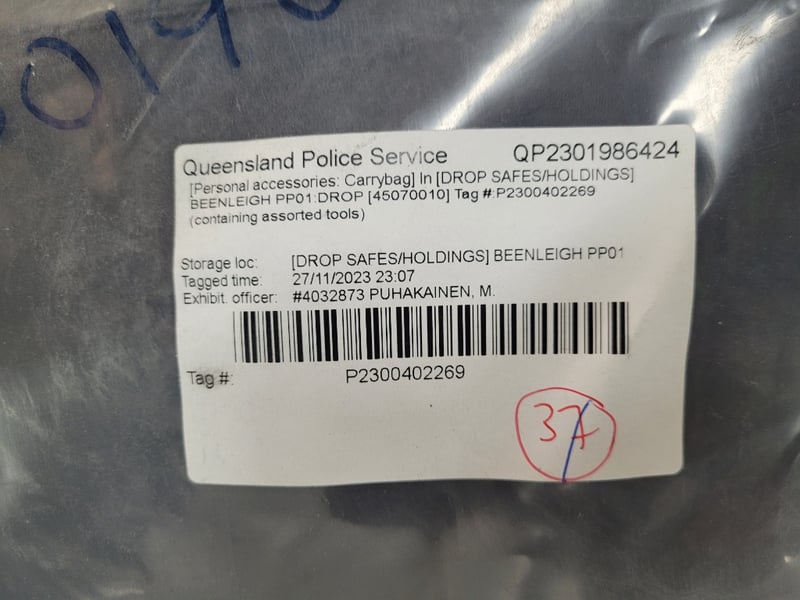 0190
Queensland Police Service QP2301986424
[Personal accessories: Carrybag] In [DROP SAFES/HOLDINGS]
BEENLEIGH PP01:DROP [45070010] Tag #:P2300402269
(containing assorted tools)
Storage loc: [DROP SAFES/HOLDINGS] BEENLEIGH PP01
Tagged time: 27/11/2023 23:07
Exhibit. officer: #4032873 PUHAKAINEN, M.
Tag #: P2300402269
37